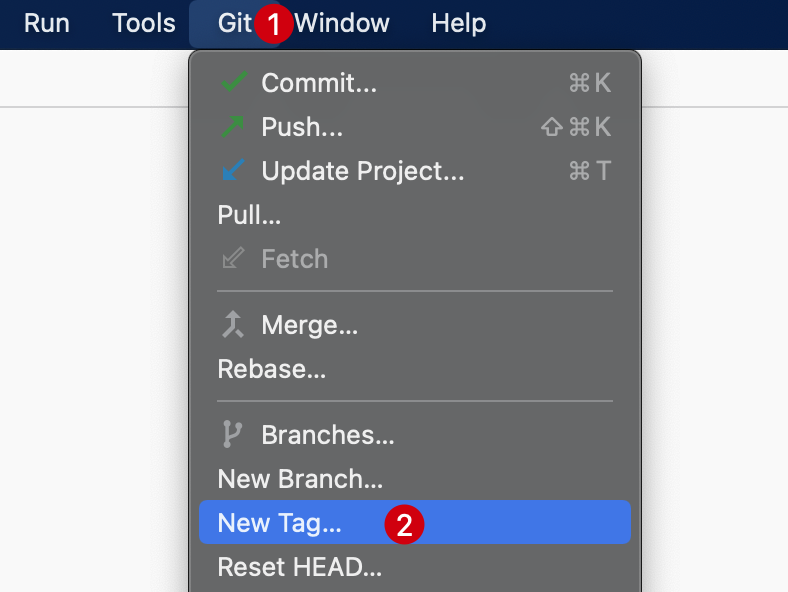 Run Tools Git 1 Window Help
Commit... ⌘K
Push... ⇧⌘K
Update Project... ⌘T
Pull...
Fetch
Merge...
Rebase...
Branches...
New Branch...
New Tag... 2
Reset HEAD...